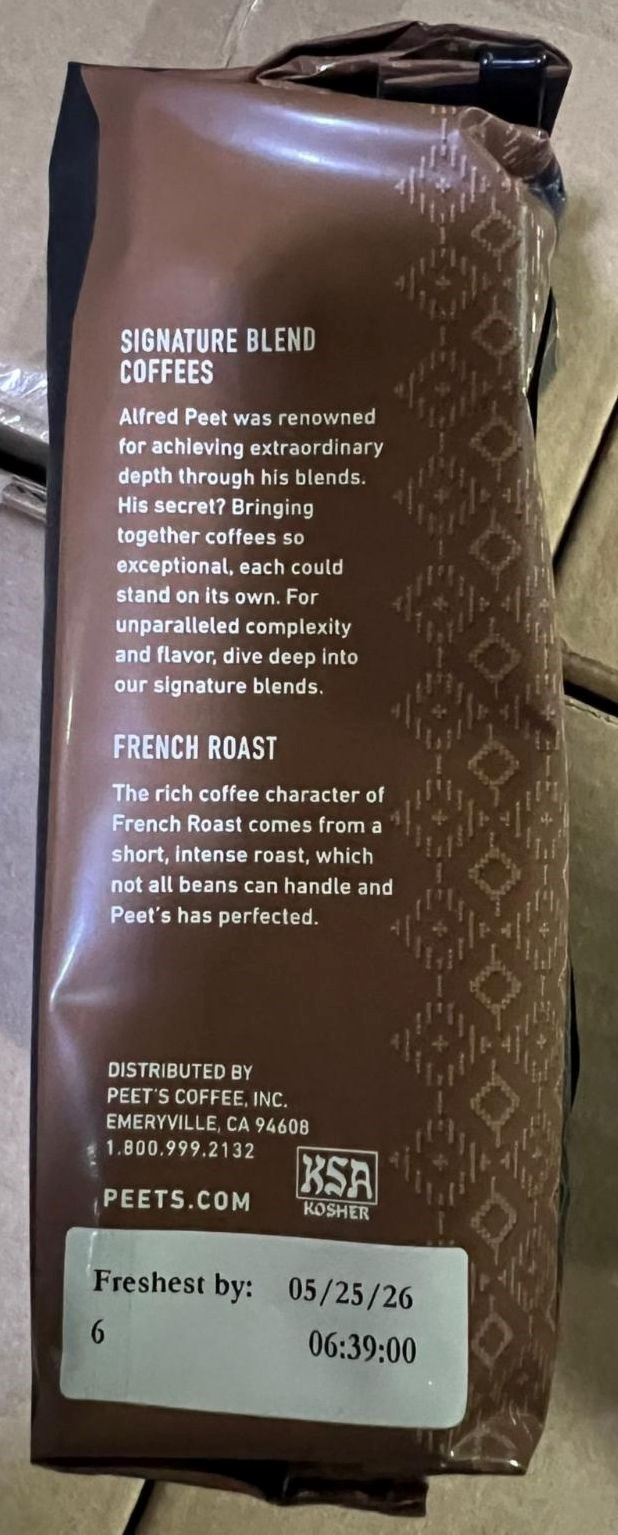 SIGNATURE BLEND
COFFEES
Alfred Peet was renowned
for achieving extraordinary
depth through his blends.
His secret? Bringing
together coffees so
exceptional, each could
stand on its own. For
unparalleled complexity
and flavor, dive deep into
our signature blends.
FRENCH ROAST
The rich coffee character of
French Roast comes from a
short, intense roast, which
not all beans can handle and
Peet's has perfected.
DISTRIBUTED BY
PEET'S COFFEE, INC.
EMERYVILLE, CA 94608
1.800.999.2132
PEETS.COM
KSA
KOSHER
Freshest by: 05/25/26
6 06:39:00